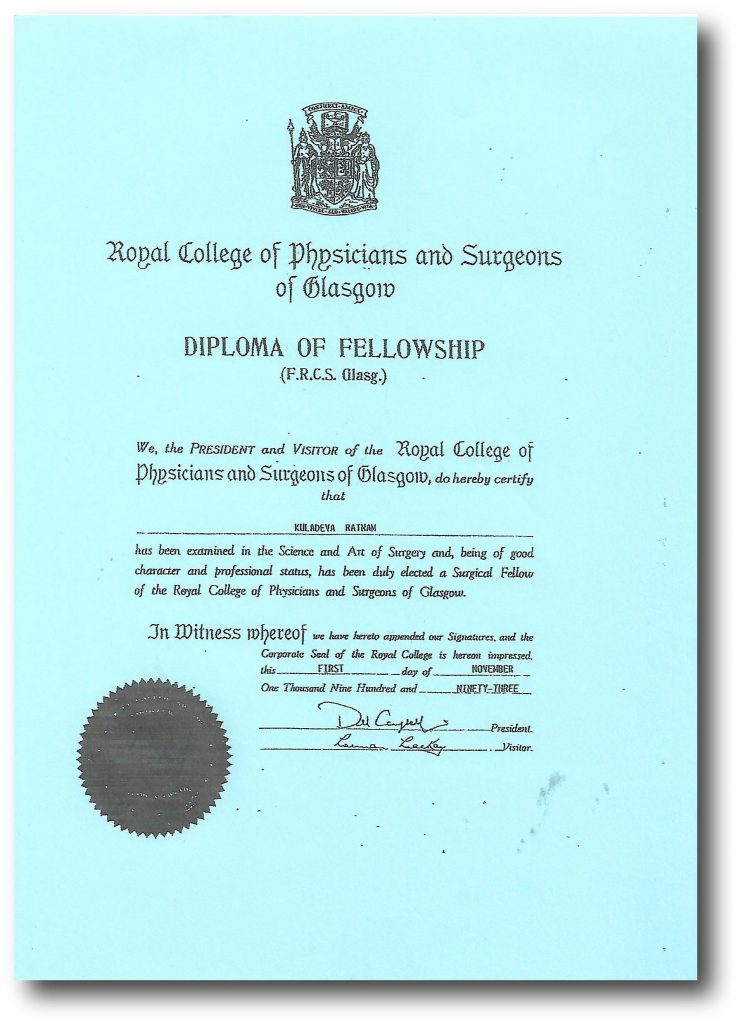 Royal College of Physicians and Surgeons
of Glasgow
DIPLOMA OF FELLOWSHIP
(F.R.C.S. Glasg.)
We, the PRESIDENT and VISITOR of the Royal College of
Physicians and Surgeons of Glasgow, do hereby certify
that
KULADEVA RATNAM
has been examined in the Science and Art of Surgery and, being of good
character and professional status, has been duly elected a Surgical Fellow
of the Royal College of Physicians and Surgeons of Glasgow.
In Witness whereof we have hereto appended our Signatures, and the
Corporate Seal of the Royal College is hereon impressed,
this FIRST day of NOVEMBER
One Thousand Nine Hundred and NINETY-THREE
President.
Visitor.